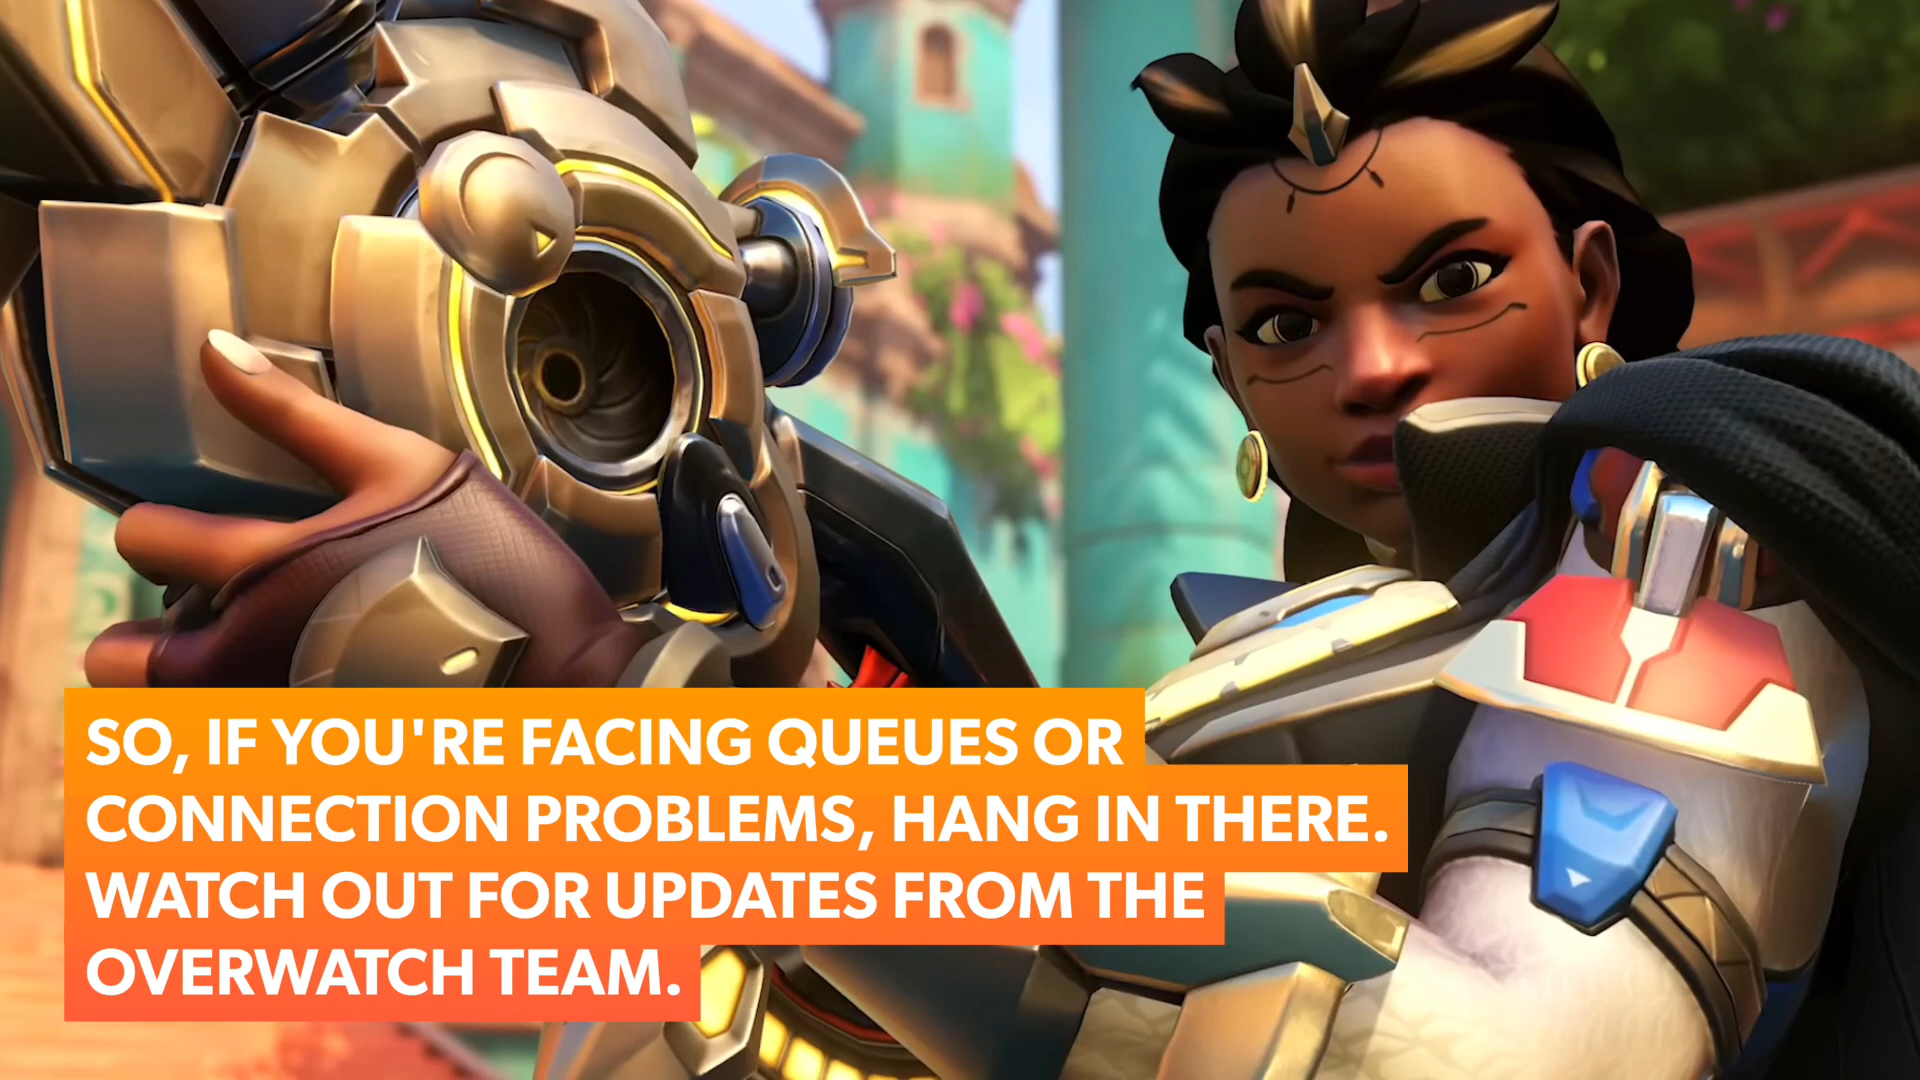 SO, IF YOU'RE FACING QUEUES OR
CONNECTION PROBLEMS, HANG IN THERE.
WATCH OUT FOR UPDATES FROM THE
OVERWATCH TEAM.